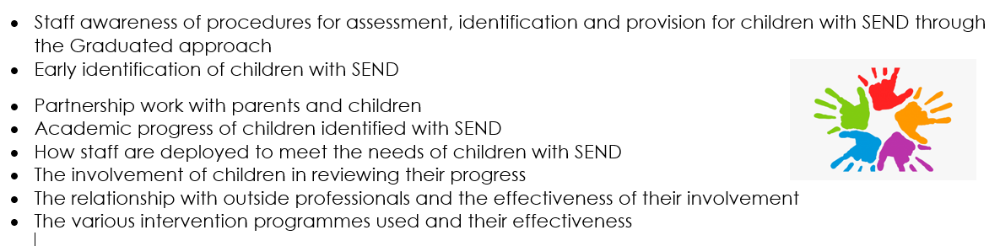 • Staff awareness of procedures for assessment, identification and provision for children with SEND through
the Graduated approach
• Early identification of children with SEND
• Partnership work with parents and children
• Academic progress of children identified with SEND
• How staff are deployed to meet the needs of children with SEND
• The involvement of children in reviewing their progress
• The relationship with outside professionals and the effectiveness of their involvement
• The various intervention programmes used and their effectiveness